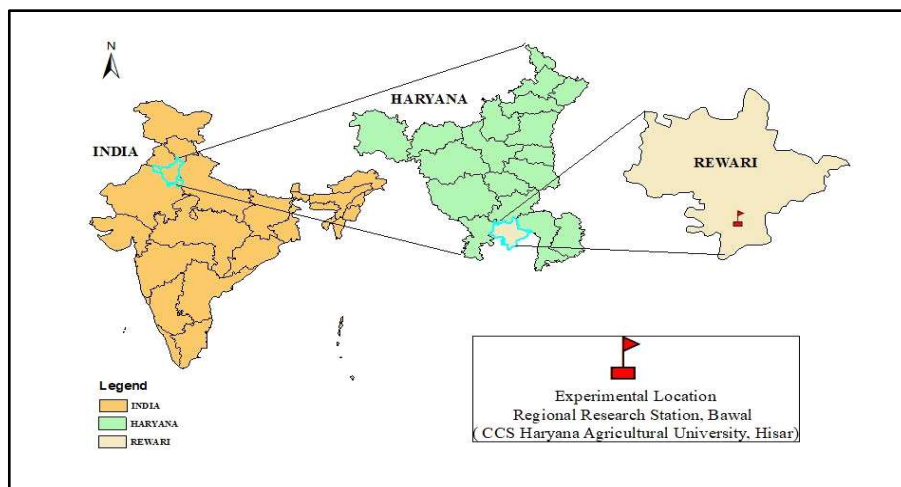 N
INDIA
HARYANA
REWARI
Legend
INDIA
HARYANA
REWARI
Experimental Location
Regional Research Station, Bawal
( CCS Haryana Agricultural University, Hisar)